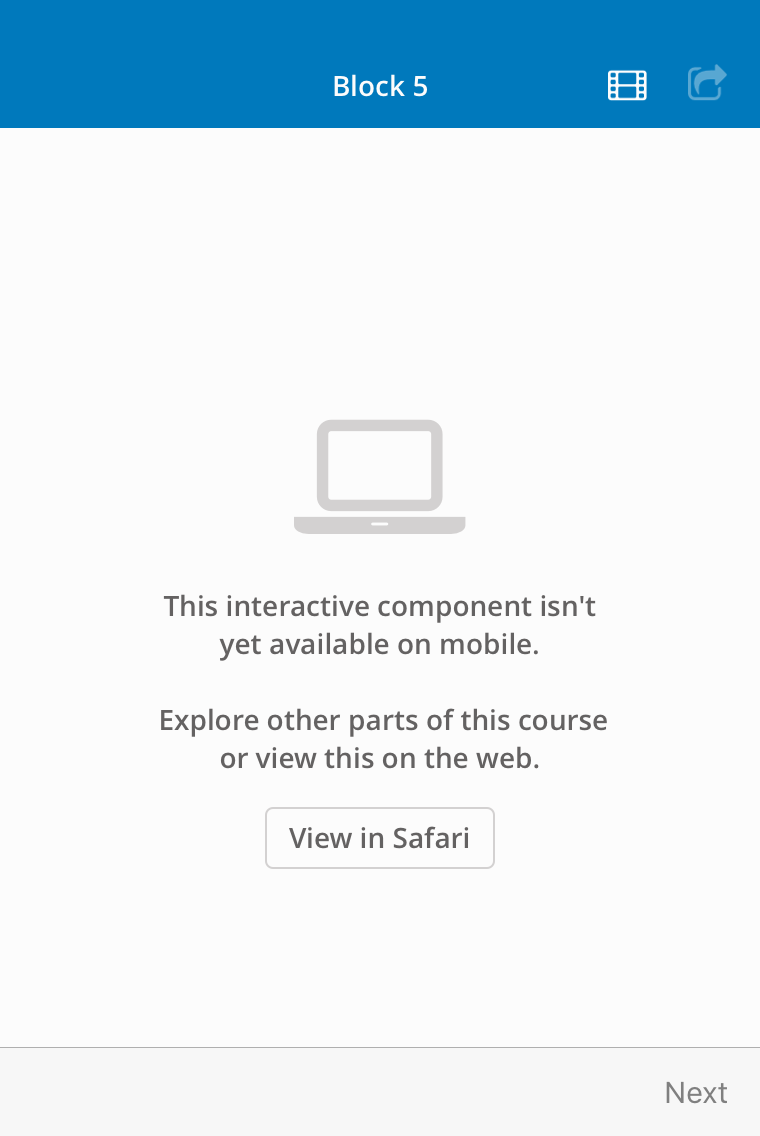 Block 5
This interactive component isn't
yet available on mobile.
Explore other parts of this course
or view this on the web.
View in Safari
Next